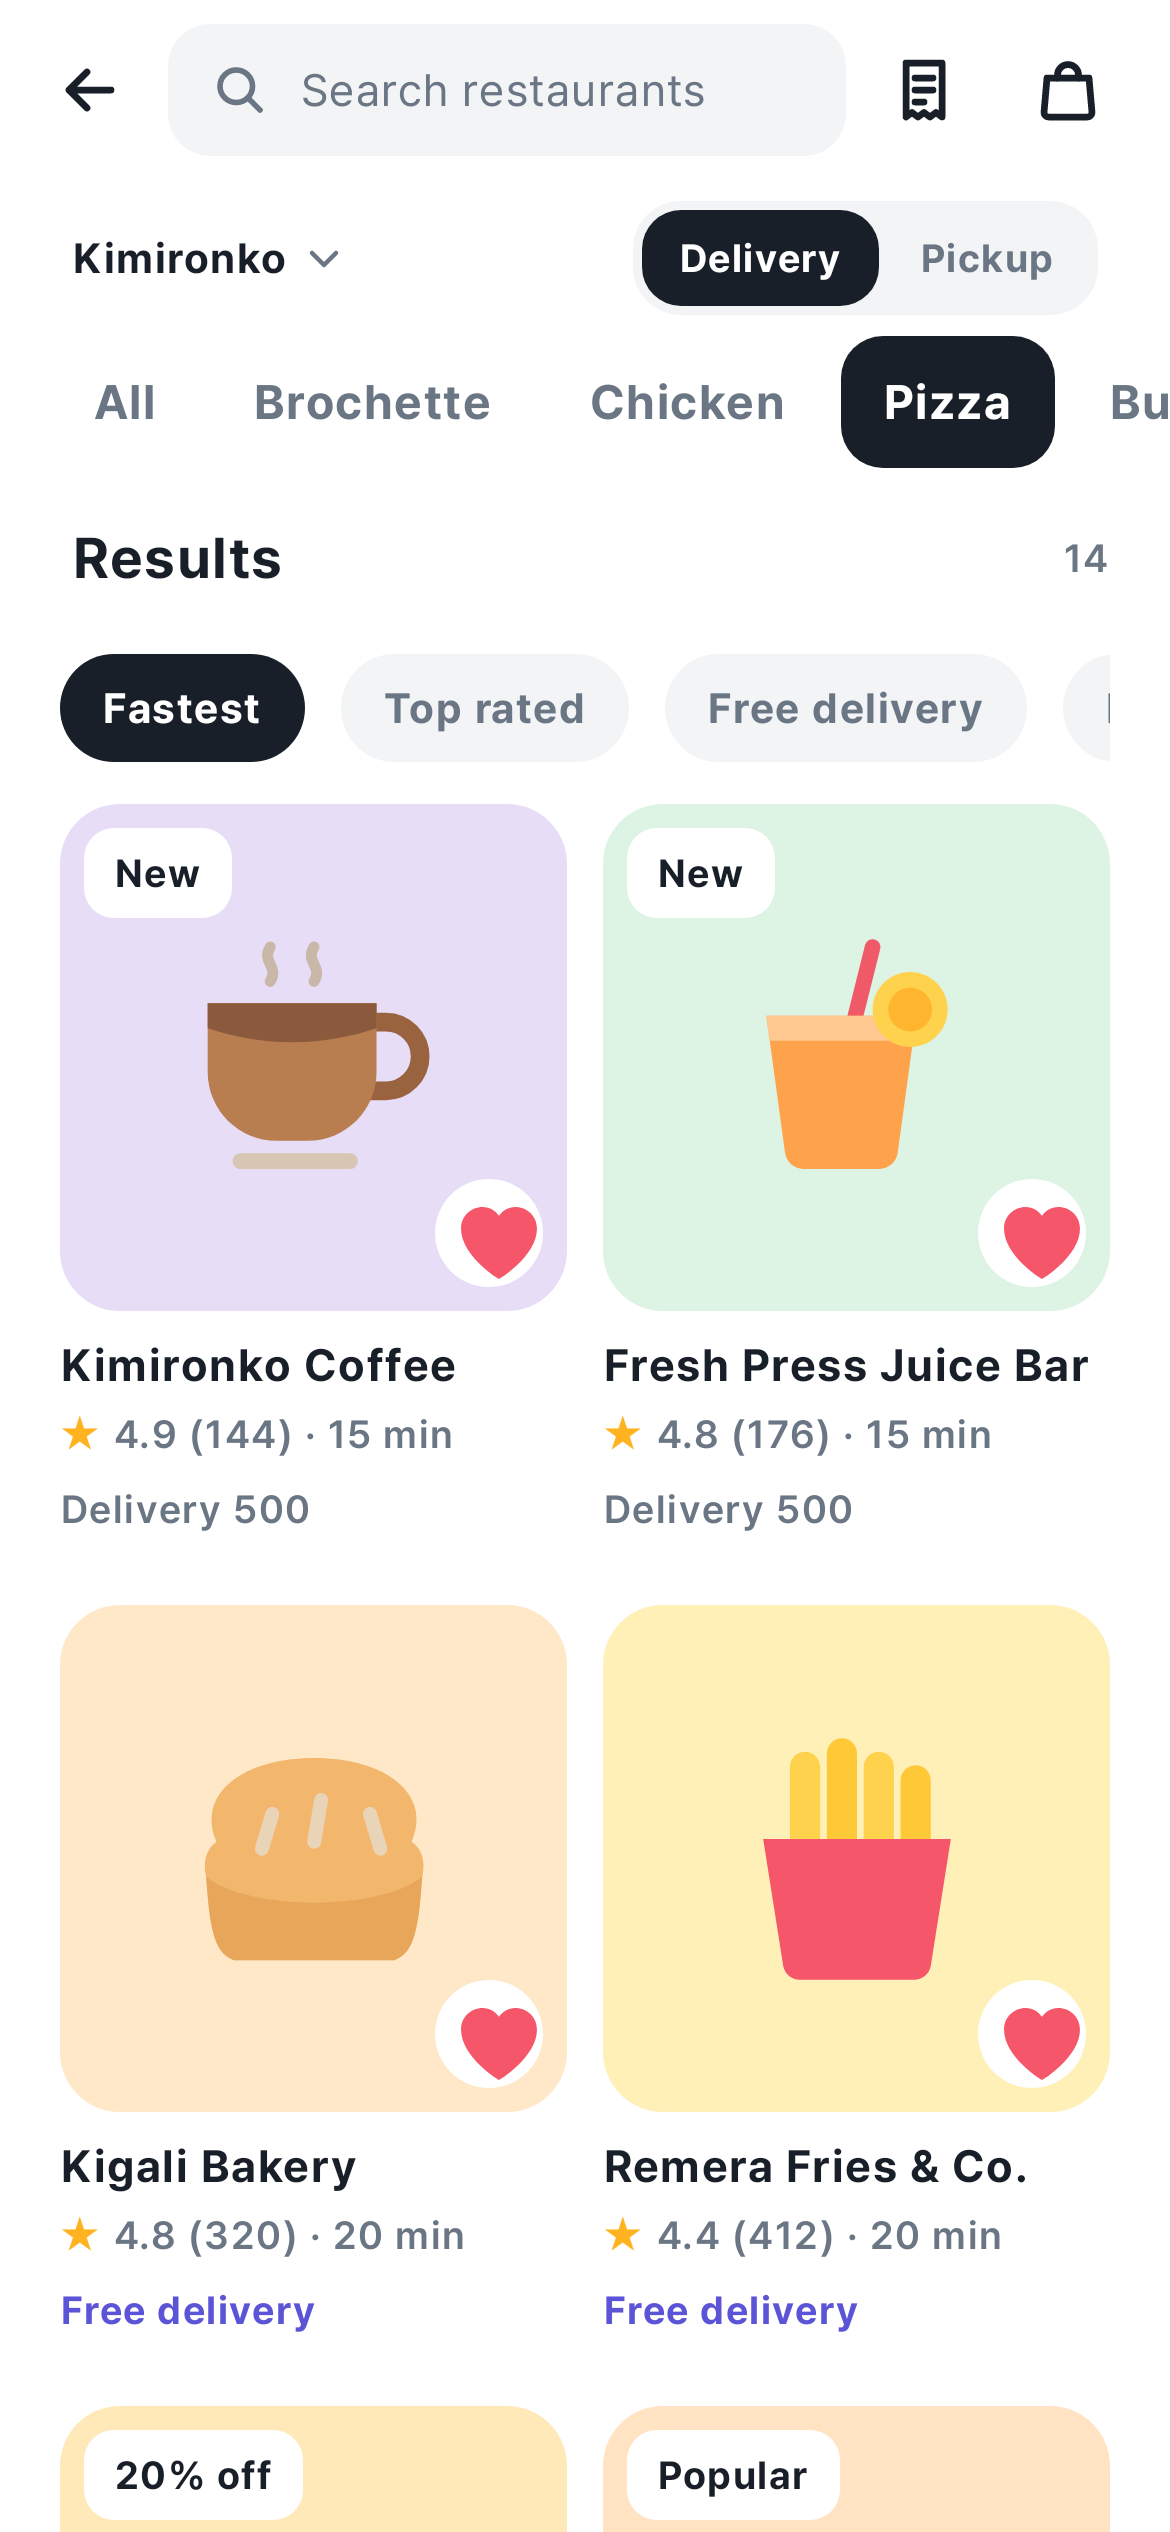 Search restaurants
Kimironko
Delivery Pickup
All Brochette Chicken Pizza Bu
Results 14
Fastest Top rated Free delivery
New New
Kimironko Coffee Fresh Press Juice Bar
★ 4.9 (144) · 15 min ★ 4.8 (176) · 15 min
Delivery 500 Delivery 500
Kigali Bakery Remera Fries & Co.
★ 4.8 (320) · 20 min ★ 4.4 (412) · 20 min
Free delivery Free delivery
20% off Popular